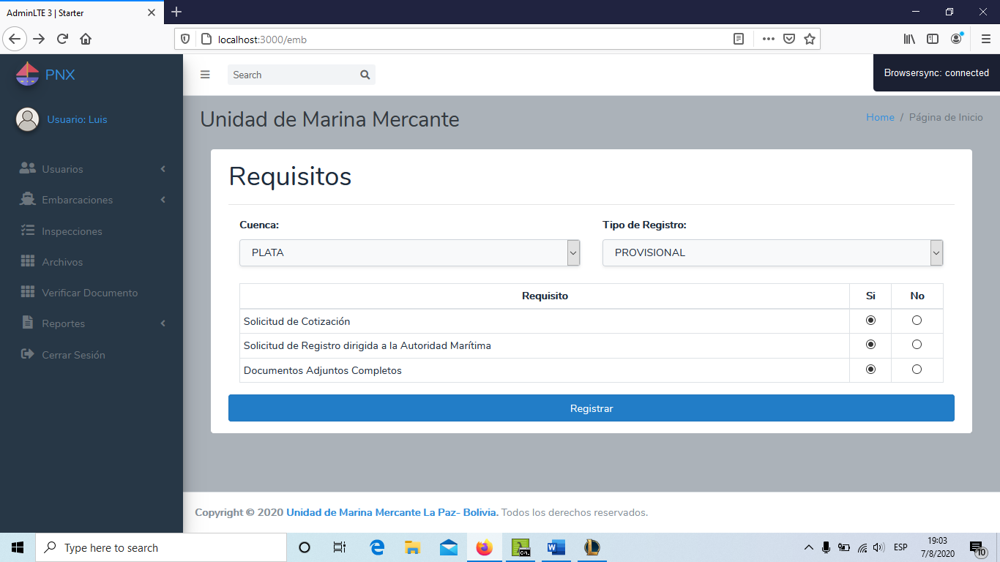 AdminLTE 3 | Starter
localhost:3000/emb
PNX
Search
Browsersync: connected
Usuario: Luis
Unidad de Marina Mercante
Home / Página de Inicio
Usuarios
Embarcaciones
Inspecciones
Archivos
Verificar Documento
Reportes
Cerrar Sesión
Requisitos
Cuenca:
Tipo de Registro:
PLATA
PROVISIONAL
Requisito Si No
Solicitud de Cotización
Solicitud de Registro dirigida a la Autoridad Marítima
Documentos Adjuntos Completos
Registrar
Copyright © 2020 Unidad de Marina Mercante La Paz- Bolivia. Todos los derechos reservados.
Type here to search
C:\.
ESP
19:03
7/8/2020
10